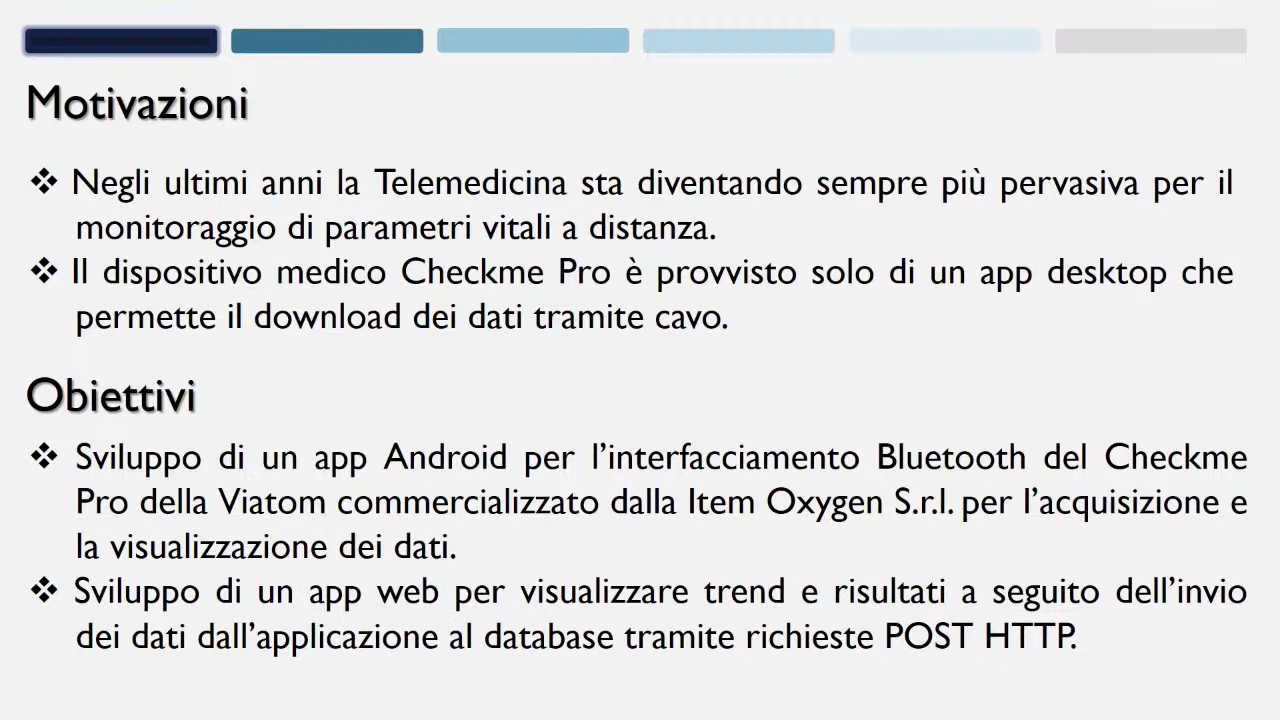 Motivazioni
❖ Negli ultimi anni la Telemedicina sta diventando sempre più pervasiva per il
monitoraggio di parametri vitali a distanza.
❖ Il dispositivo medico Checkme Pro è provvisto solo di un app desktop che
permette il download dei dati tramite cavo.
Obiettivi
❖ Sviluppo di un app Android per l’interfacciamento Bluetooth del Checkme
Pro della Viatom commercializzato dalla Item Oxygen S.r.l. per l’acquisizione e
la visualizzazione dei dati.
❖ Sviluppo di un app web per visualizzare trend e risultati a seguito dell’invio
dei dati dall’applicazione al database tramite richieste POST HTTP.